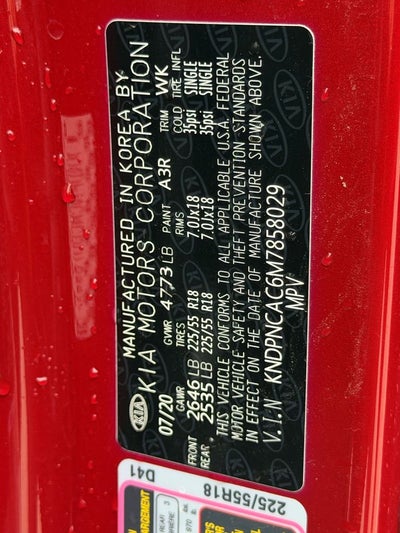 MANUFACTURED IN KOREA BY
KIA MOTORS CORPORATION
KIA
07/20 GVWR 4773 LB PAINT A3R TRIM WK
GAWR TIRES RIMS COLD TIRE INFL
FRONT 2646 LB 225/55 R18 7.0Jx18 35psi SINGLE
REAR 2535 LB 225/55 R18 7.0Jx18 35psi SINGLE
THIS VEHICLE CONFORMS TO ALL APPLICABLE U.S.A. FEDERAL
MOTOR VEHICLE SAFETY AND THEFT PREVENTION STANDARDS
IN EFFECT ON THE DATE OF MANUFACTURE SHOWN ABOVE.
V.I.N KNDPNCAC6M7858029
MPV
D41
225/55R18